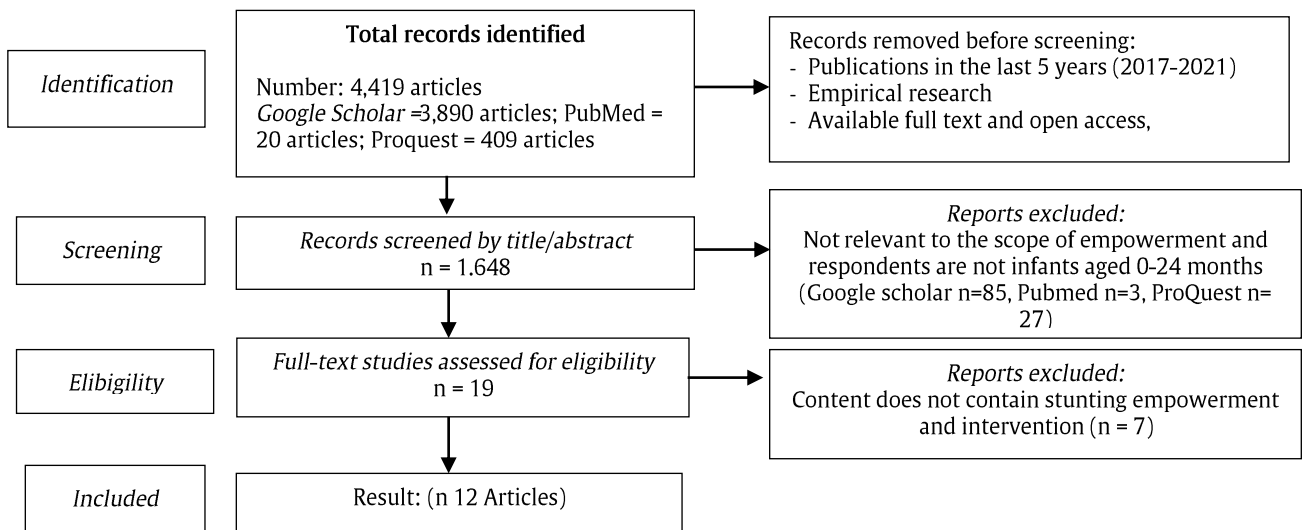 Identification
Total records identified
Number: 4,419 articles
Google Scholar =3,890 articles; PubMed =
20 articles; Proquest = 409 articles
Records removed before screening:
- Publications in the last 5 years (2017-2021)
- Empirical research
- Available full text and open access,
Screening
Records screened by title/abstract
n = 1.648
Reports excluded:
Not relevant to the scope of empowerment and
respondents are not infants aged 0-24 months
(Google scholar n=85, Pubmed n=3, ProQuest n=
27)
Elibigility
Full-text studies assessed for eligibility
n = 19
Reports excluded:
Content does not contain stunting empowerment
and intervention (n = 7)
Included
Result: (n 12 Articles)